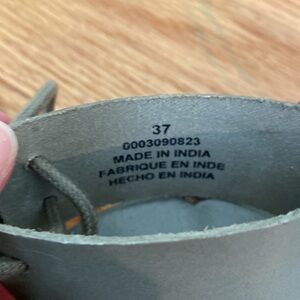 37
0003090823
MADE IN INDIA
FABRIQUE EN INDE
HECHO EN INDIA